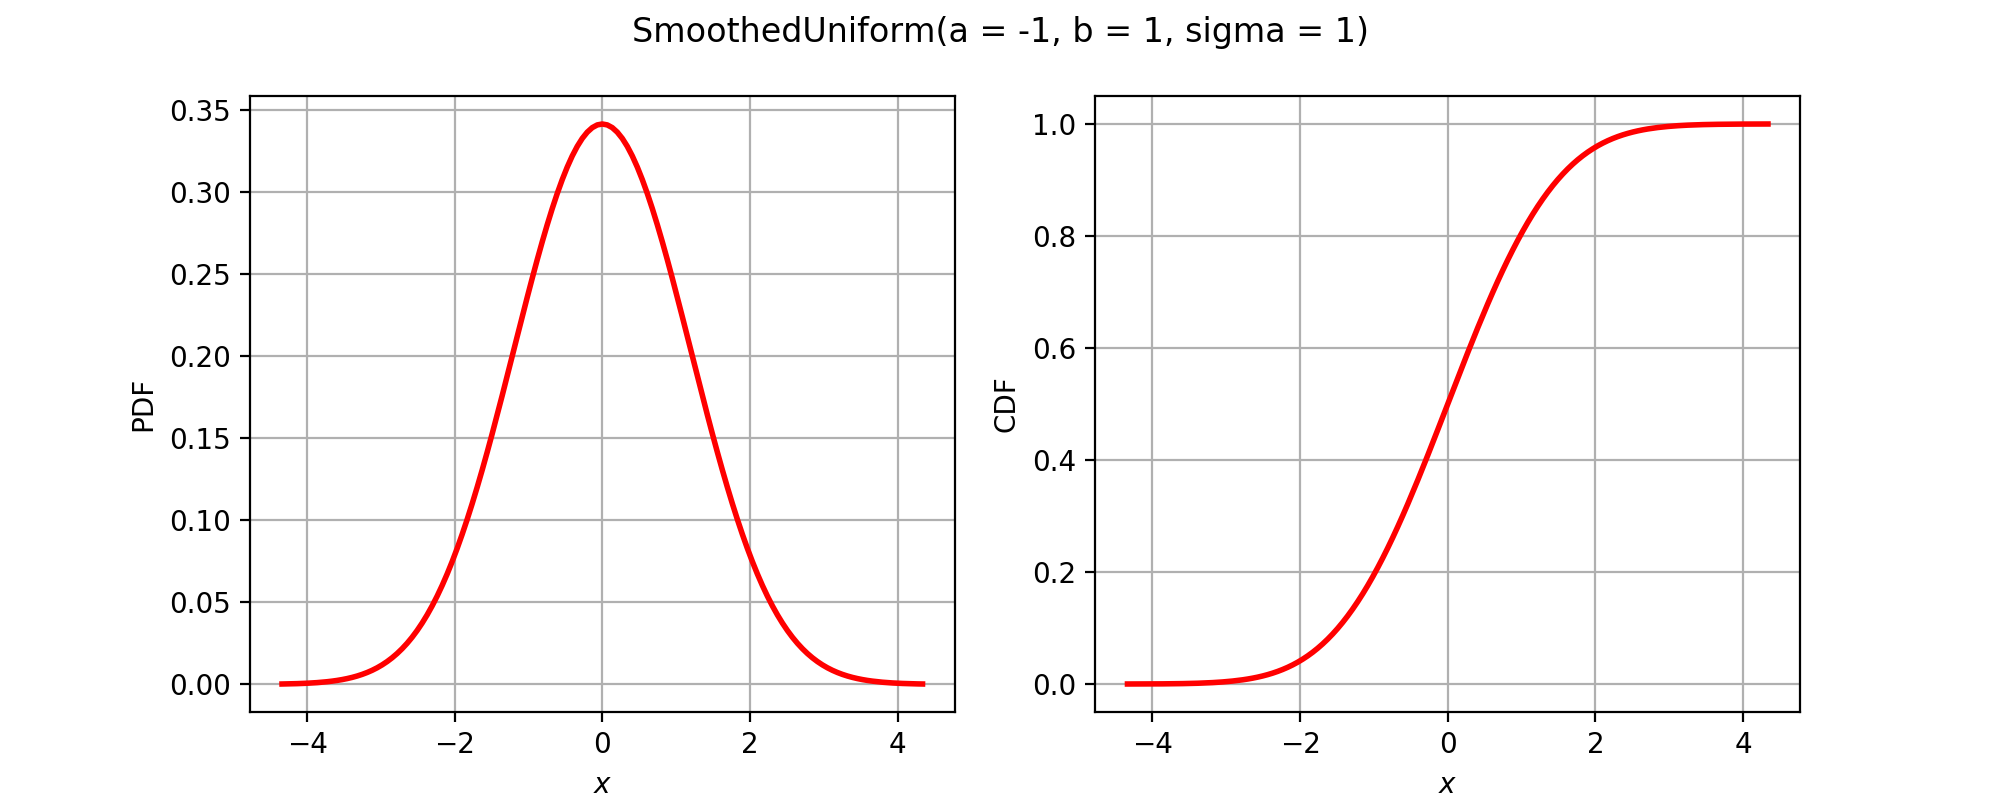 SmoothedUniform(a = -1, b = 1, sigma = 1)
0.35
0.30
0.25
0.20
0.15
0.10
0.05
0.00
PDF
−4 −2 0 2 4
x
1.0
0.8
0.6
0.4
0.2
0.0
CDF
−4 −2 0 2 4
x